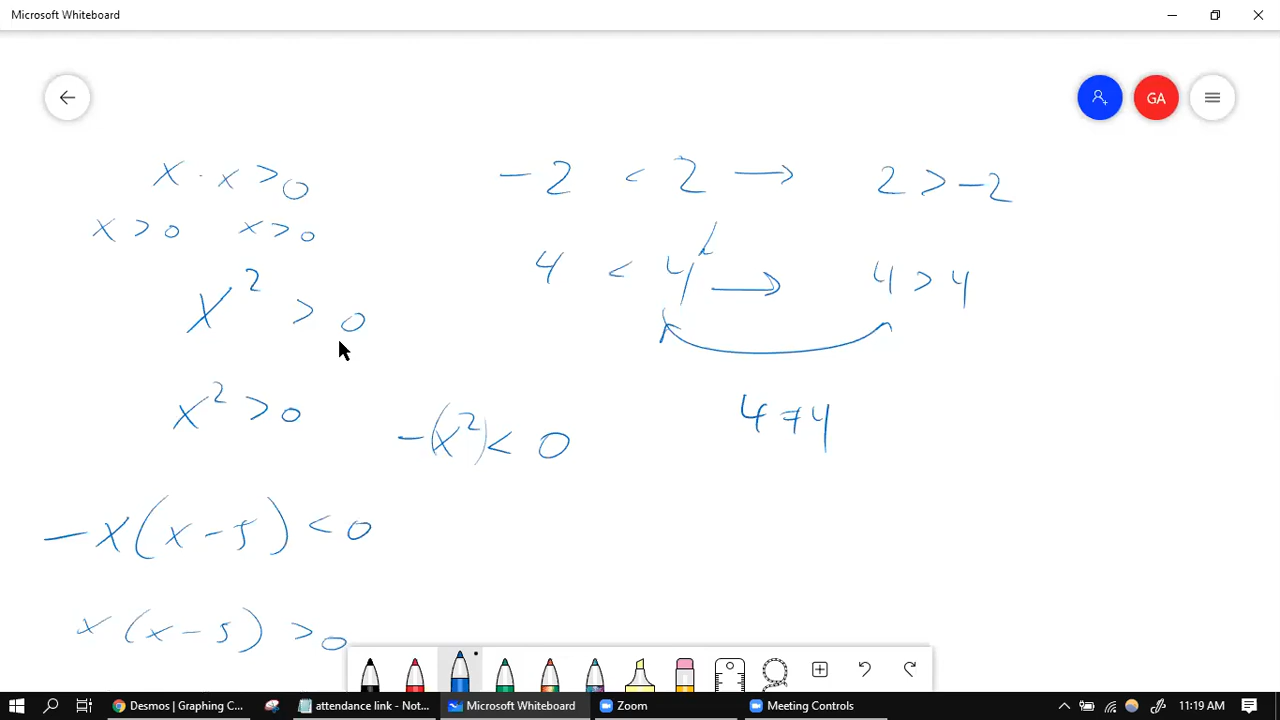 Microsoft Whiteboard
GA
x · x > 0
x > 0 x > 0
x² > 0
x² > 0
-(x²) < 0
-x(x-5) < 0
x(x-5) > 0
-2 < 2 → 2 > -2
4 < 4 → 4 > 4
4 ≠ 4
Desmos | Graphing C...
attendance link - Not...
Microsoft Whiteboard
Zoom
Meeting Controls
11:19 AM